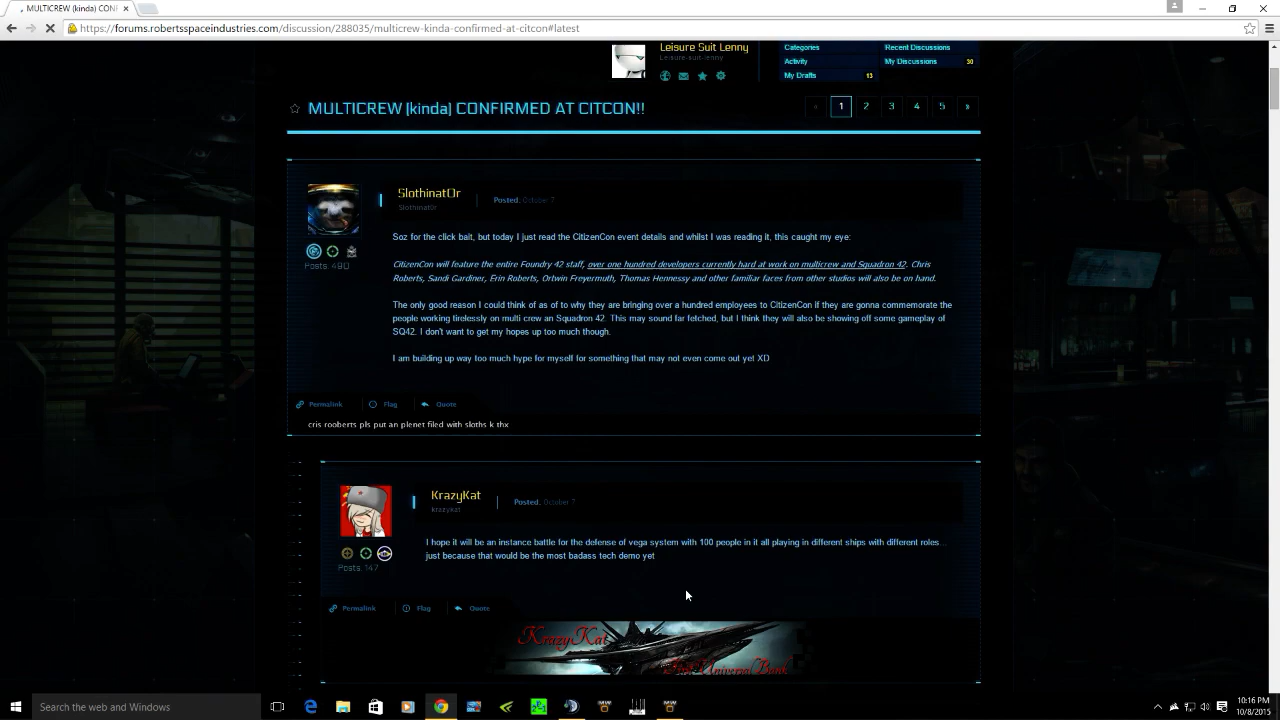 MULTICREW (kinda) CONF
https://forums.robertsspaceindustries.com/discussion/288035/multicrew-kinda-confirmed-at-citcon#latest
Leisure Suit Lenny
Leisure-suit-lenny
Categories
Recent Discussions
Activity
My Discussions 30
My Drafts 13
MULTICREW [kinda] CONFIRMED AT CITCON!!
« 1 2 3 4 5 »
Slothinat0r
Slothinat0r
Posted: October 7
Posts: 490
Soz for the click bait, but today I just read the CitizenCon event details and whilst I was reading it, this caught my eye:
CitizenCon will feature the entire Foundry 42 staff, over one hundred developers currently hard at work on multicrew and Squadron 42. Chris
Roberts, Sandi Gardiner, Erin Roberts, Ortwin Freyermuth, Thomas Hennessy and other familiar faces from other studios will also be on hand.
The only good reason I could think of as of to why they are bringing over a hundred employees to CitizenCon if they are gonna commemorate the
people working tirelessly on multi crew an Squadron 42. This may sound far fetched, but I think they will also be showing off some gameplay of
SQ42. I don't want to get my hopes up too much though.
I am building up way too much hype for myself for something that may not even come out yet XD
Permalink
Flag
Quote
cris rooberts pls put an plenet filed with sloths k thx
KrazyKat
krazykat
Posted: October 7
Posts: 147
I hope it will be an instance battle for the defense of vega system with 100 people in it all playing in different ships with different roles...
just because that would be the most badass tech demo yet
Permalink
Flag
Quote
KrazyKat
First Universal Bank
Search the web and Windows
10:16 PM
10/8/2015